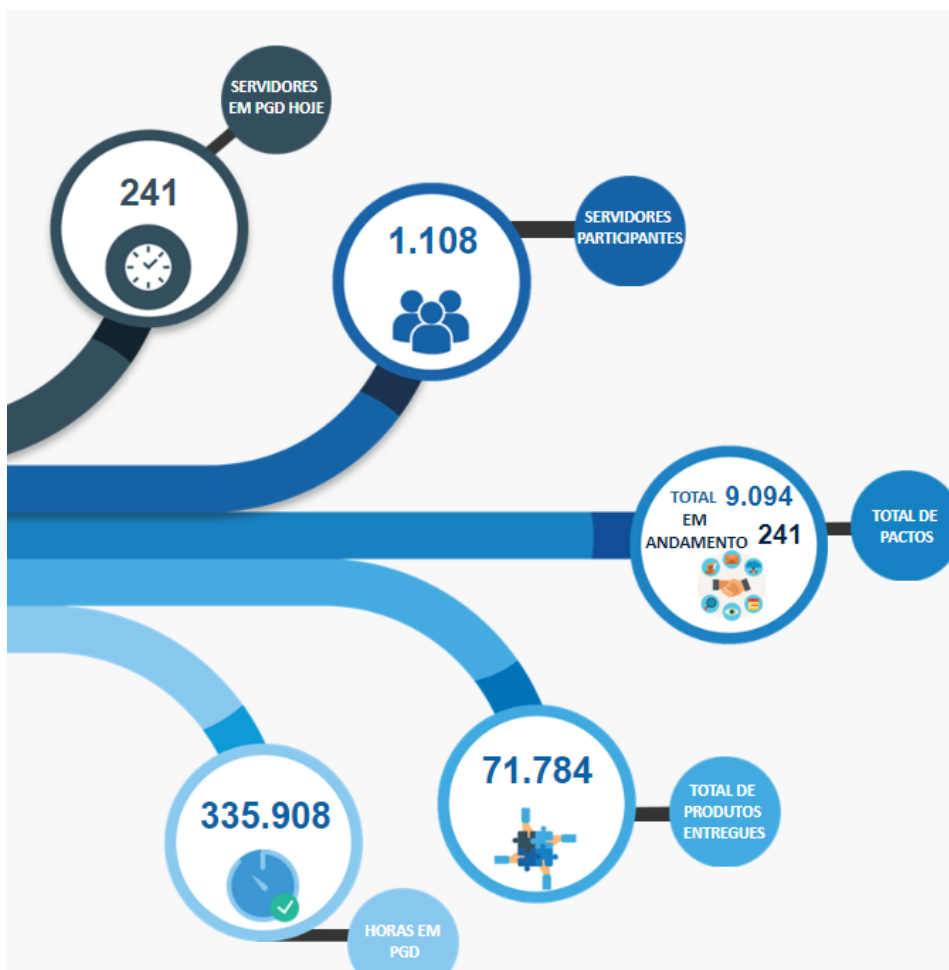 SERVIDORES
EM PGD HOJE
241
SERVIDORES
PARTICIPANTES
1.108
TOTAL 9.094
EM
ANDAMENTO 241
TOTAL DE
PACTOS
71.784
TOTAL DE
PRODUTOS
ENTREGUES
335.908
HORAS EM
PGD